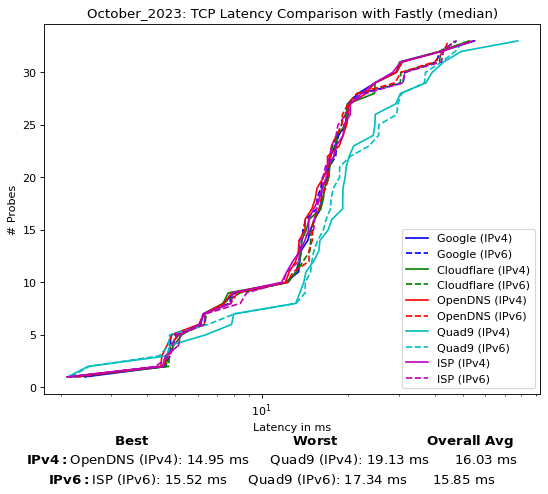 October_2023: TCP Latency Comparison with Fastly (median)
# Probes
30
25
20
15
10
5
0
Google (IPv4)
Google (IPv6)
Cloudflare (IPv4)
Cloudflare (IPv6)
OpenDNS (IPv4)
OpenDNS (IPv6)
Quad9 (IPv4)
Quad9 (IPv6)
ISP (IPv4)
ISP (IPv6)
10¹
Latency in ms
Best Worst Overall Avg
IPv4: OpenDNS (IPv4): 14.95 ms Quad9 (IPv4): 19.13 ms 16.03 ms
IPv6: ISP (IPv6): 15.52 ms Quad9 (IPv6): 17.34 ms 15.85 ms